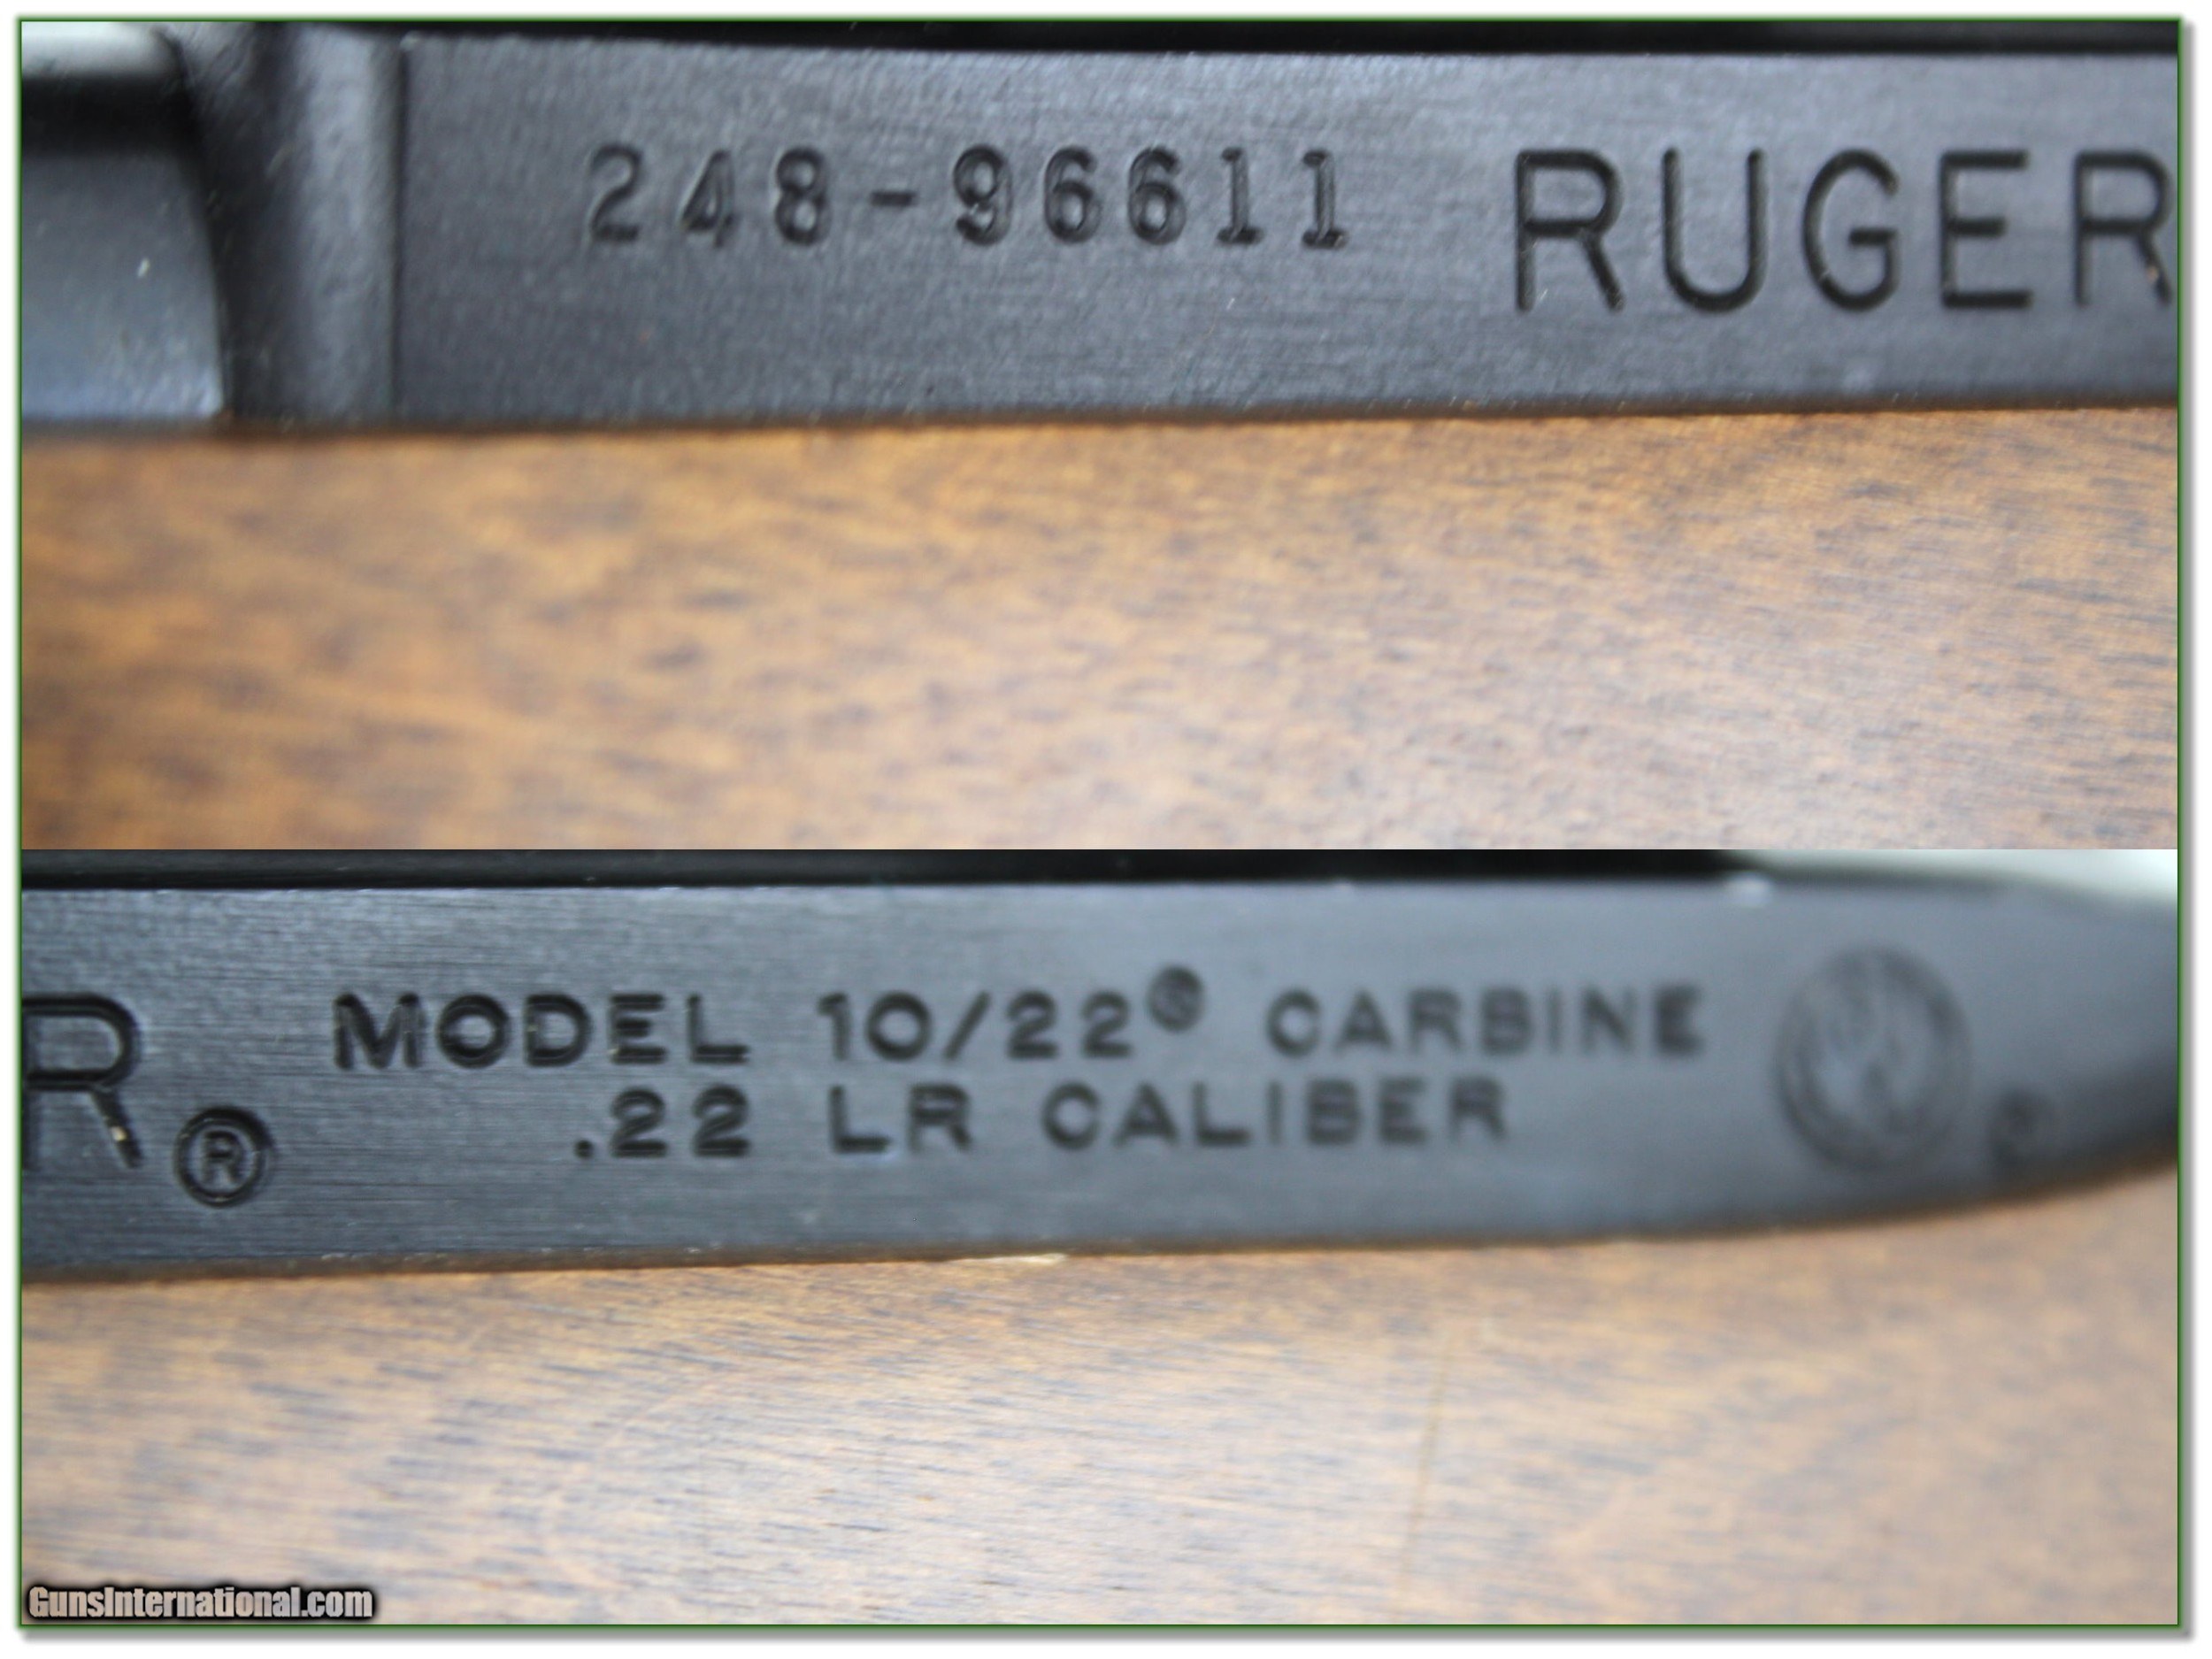 248-96611 RUGER
R® MODEL 10/22® CARBINE
.22 LR CALIBER
GunsInternational.com